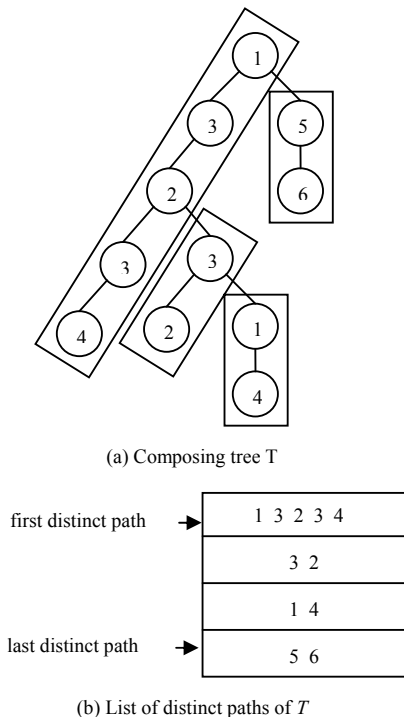 1
3
5
2
6
3
3
4
2
1
4
(a) Composing tree T
first distinct path
1 3 2 3 4
3 2
1 4
last distinct path
5 6
(b) List of distinct paths of T